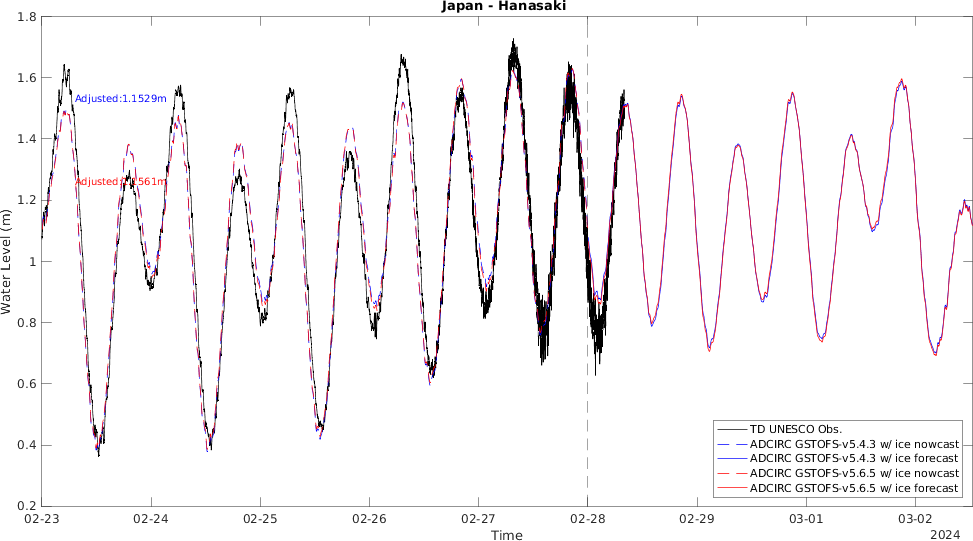 Japan - Hanasaki
1.8
1.6
1.4
1.2
1
0.8
0.6
0.4
0.2
Water Level (m)
Adjusted:1.1529m
Adjusted:
TD UNESCO Obs.
ADCIRC GSTOFS-v5.4.3 w/ ice nowcast
ADCIRC GSTOFS-v5.4.3 w/ ice forecast
ADCIRC GSTOFS-v5.6.5 w/ ice nowcast
ADCIRC GSTOFS-v5.6.5 w/ ice forecast
02-23 02-24 02-25 02-26 02-27 02-28 02-29 03-01 03-02
Time
2024